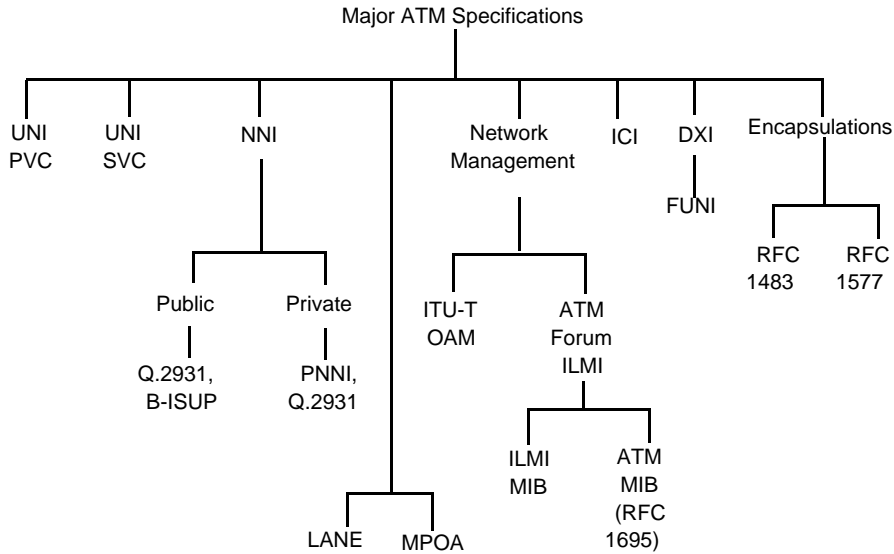 Major ATM Specifications
UNI
PVC
UNI
SVC
NNI
Network
Management
ICI
DXI
Encapsulations
FUNI
RFC
1483
RFC
1577
Public
Private
ITU-T
OAM
ATM
Forum
ILMI
Q.2931,
B-ISUP
PNNI,
Q.2931
ILMI
MIB
ATM
MIB
(RFC
1695)
LANE
MPOA